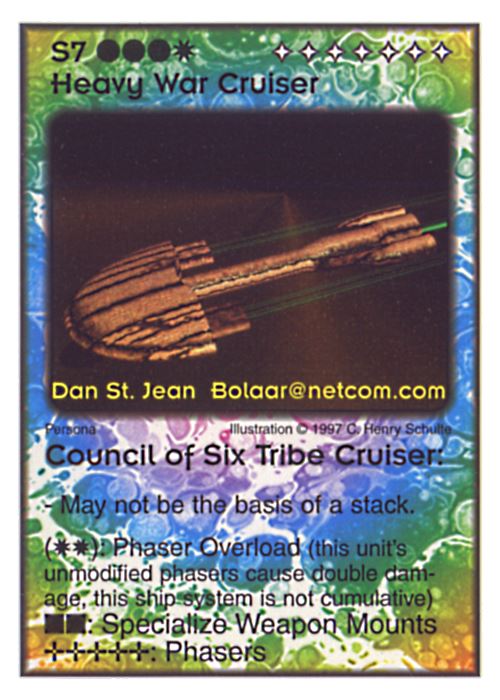 S7 ●●●✸ ✧✧✧✧✧✧✧
Heavy War Cruiser
Dan St. Jean Bolaar@netcom.com
Persona Illustration © 1997 C. Henry Schulte
Council of Six Tribe Cruiser:
- May not be the basis of a stack.
(✷✷): Phaser Overload (this unit's
unmodified phasers cause double dam-
age, this ship system is not cumulative)
■■: Specialize Weapon Mounts
✛✛✛✛✛: Phasers